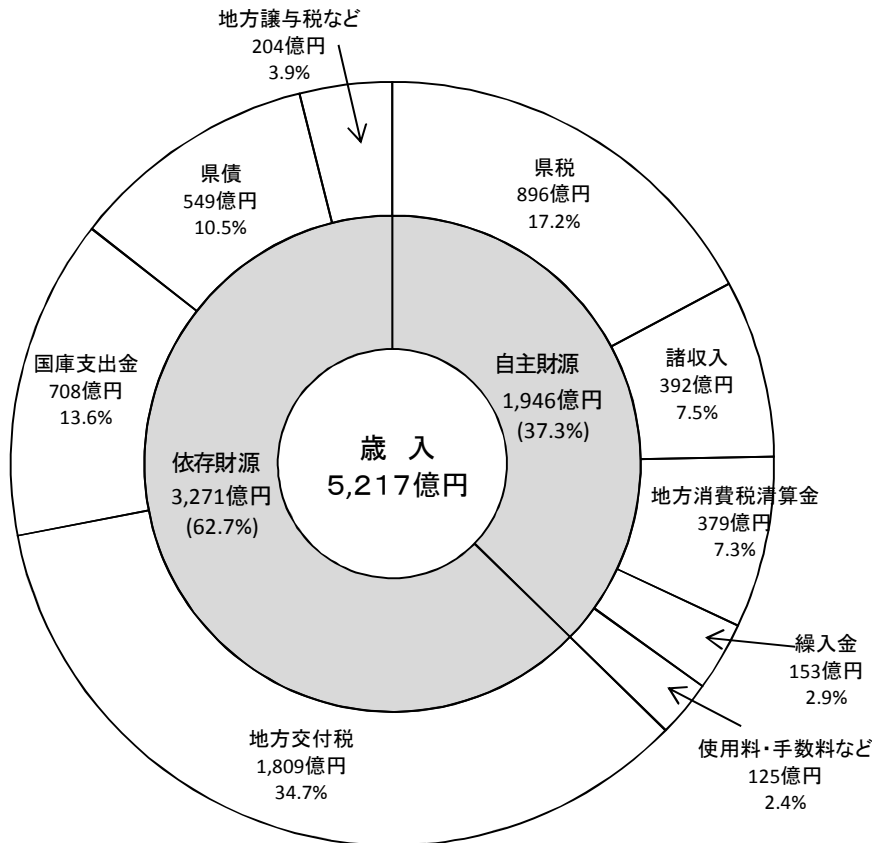 地方譲与税など
204億円
3.9%
県債
549億円
10.5%
県税
896億円
17.2%
国庫支出金
708億円
13.6%
自主財源
1,946億円
(37.3%)
諸収入
392億円
7.5%
歳　入
5,217億円
依存財源
3,271億円
(62.7%)
地方消費税清算金
379億円
7.3%
繰入金
153億円
2.9%
地方交付税
1,809億円
34.7%
使用料・手数料など
125億円
2.4%